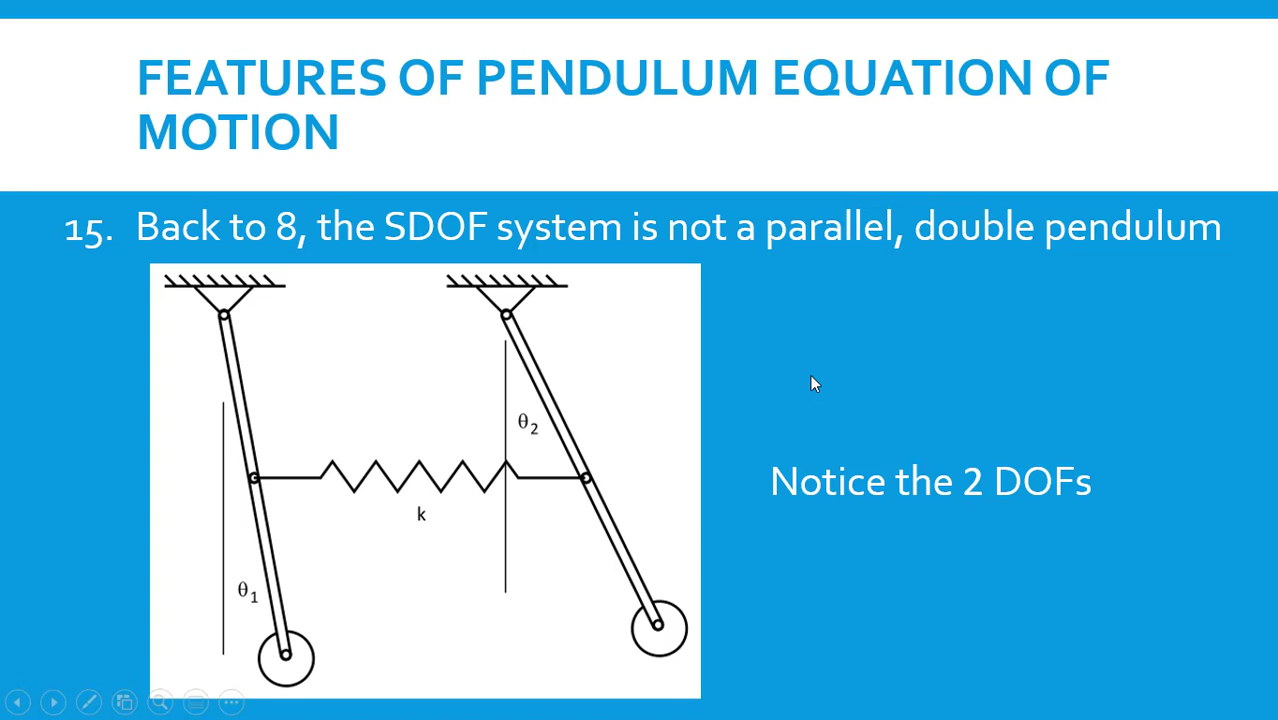 FEATURES OF PENDULUM EQUATION OF
MOTION
15. Back to 8, the SDOF system is not a parallel, double pendulum
θ2
k
Notice the 2 DOFs
θ1